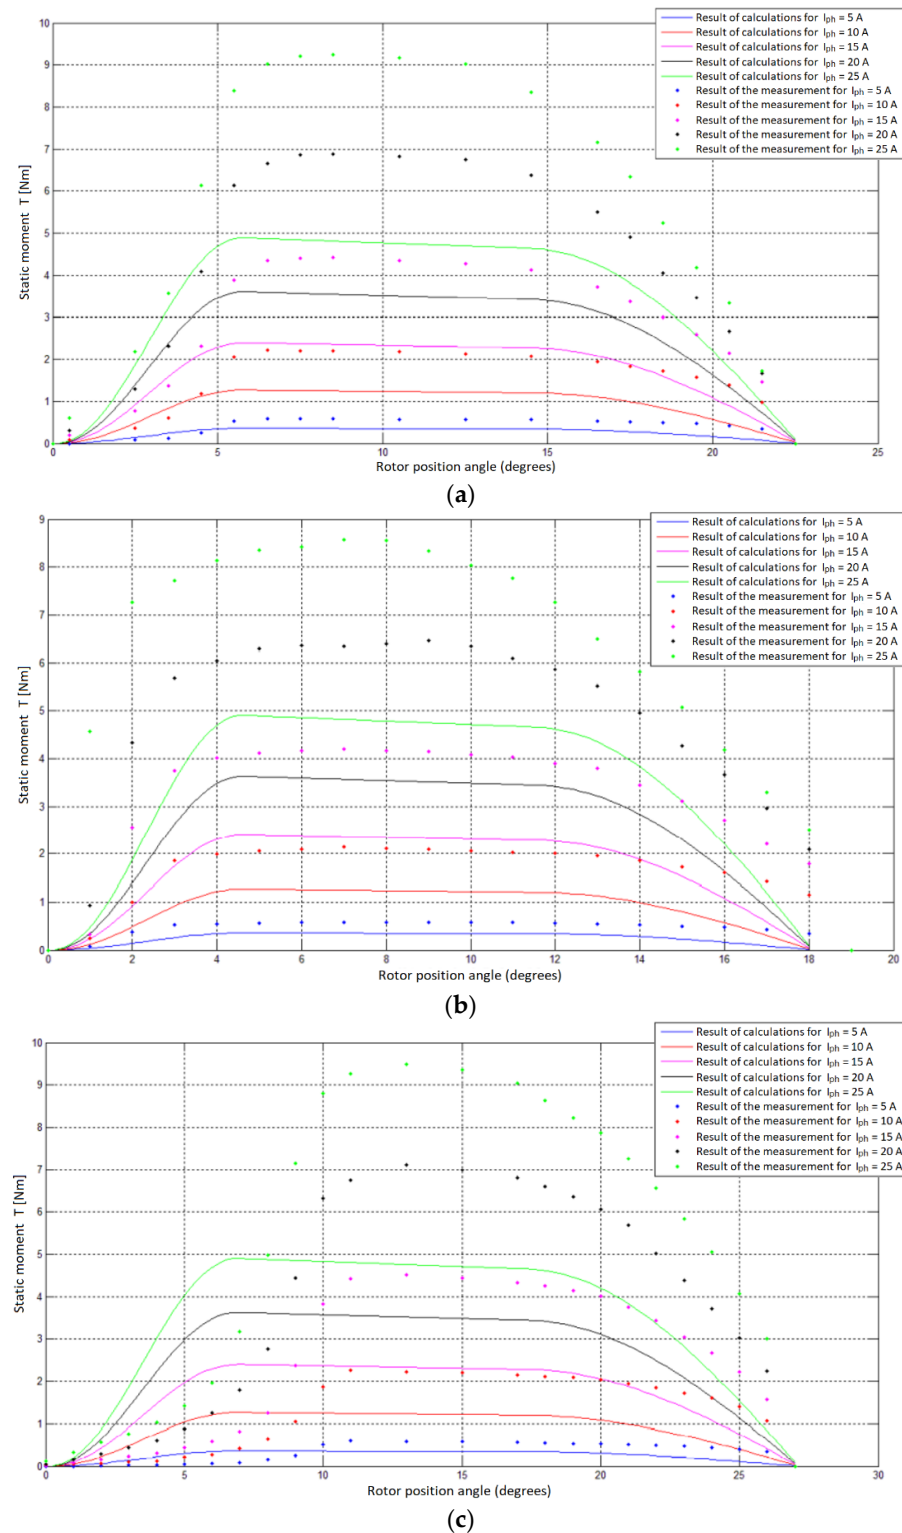 10
9
8
7
6
5
4
3
2
1
0
Static moment T [Nm]
Result of calculations for Iph = 5 A
Result of calculations for Iph = 10 A
Result of calculations for Iph = 15 A
Result of calculations for Iph = 20 A
Result of calculations for Iph = 25 A
Result of the measurement for Iph = 5 A
Result of the measurement for Iph = 10 A
Result of the measurement for Iph = 15 A
Result of the measurement for Iph = 20 A
Result of the measurement for Iph = 25 A
0 5 10 15 20 25
Rotor position angle (degrees)
(a)
9
8
7
6
5
4
3
2
1
0
Static moment T [Nm]
Result of calculations for Iph = 5 A
Result of calculations for Iph = 10 A
Result of calculations for Iph = 15 A
Result of calculations for Iph = 20 A
Result of calculations for Iph = 25 A
Result of the measurement for Iph = 5 A
Result of the measurement for Iph = 10 A
Result of the measurement for Iph = 15 A
Result of the measurement for Iph = 20 A
Result of the measurement for Iph = 25 A
0 2 4 6 8 10 12 14 16 18 20
Rotor position angle (degrees)
(b)
10
9
8
7
6
5
4
3
2
1
0
Static moment T [Nm]
Result of calculations for Iph = 5 A
Result of calculations for Iph = 10 A
Result of calculations for Iph = 15 A
Result of calculations for Iph = 20 A
Result of calculations for Iph = 25 A
Result of the measurement for Iph = 5 A
Result of the measurement for Iph = 10 A
Result of the measurement for Iph = 15 A
Result of the measurement for Iph = 20 A
Result of the measurement for Iph = 25 A
0 5 10 15 20 25 30
Rotor position angle (degrees)
(c)